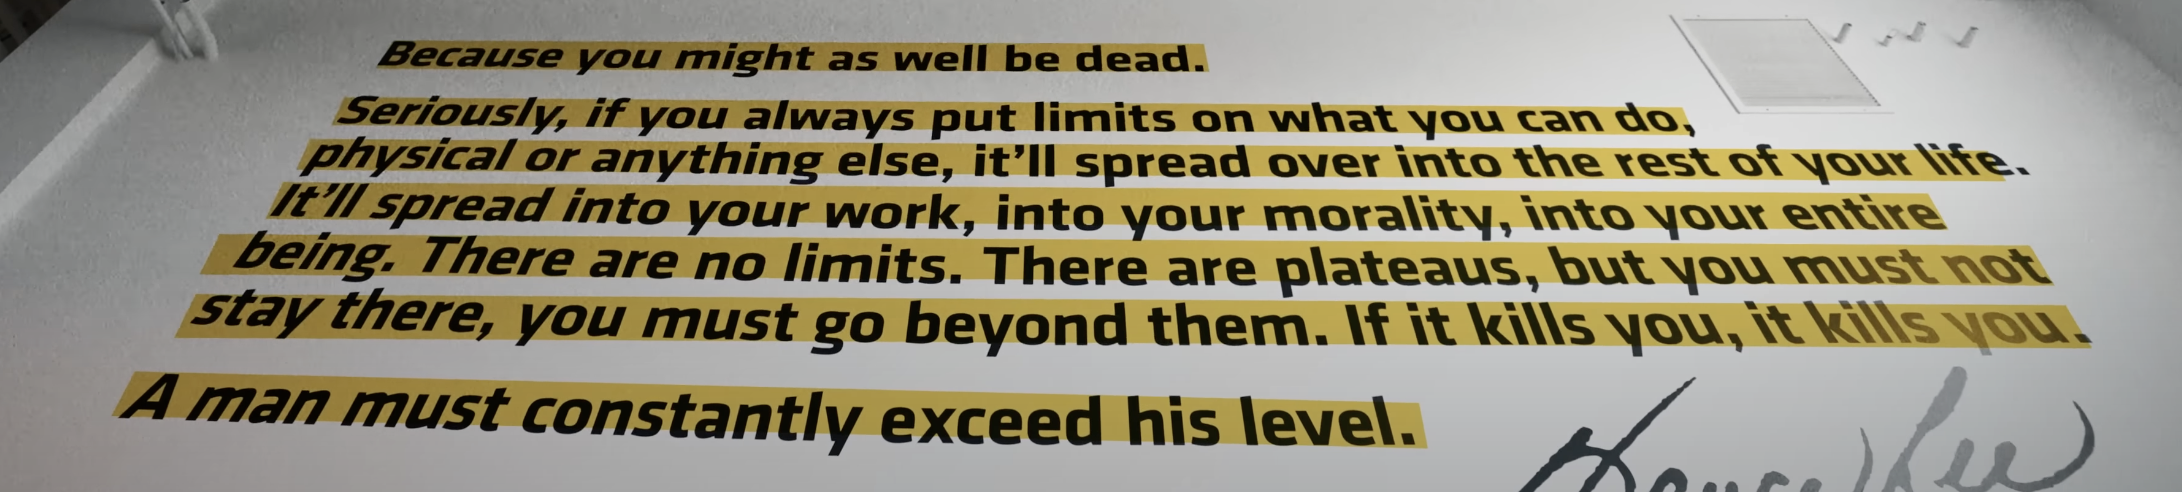 Because you might as well be dead.
Seriously, if you always put limits on what you can do,
physical or anything else, it’ll spread over into the rest of your life.
It’ll spread into your work, into your morality, into your entire
being. There are no limits. There are plateaus, but you must not
stay there, you must go beyond them. If it kills you, it kills you.
A man must constantly exceed his level.
Bruce Lee